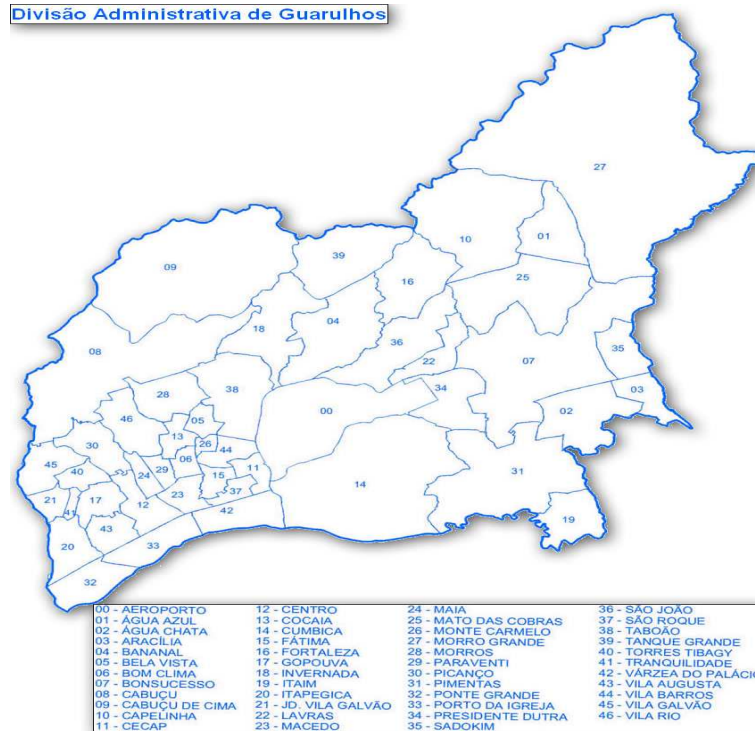 Divisão Administrativa de Guarulhos
27
10
01
39
09
16
25
04
18
36
35
08
22
07
38
34
03
28
00
02
46
05
13
26
30
44
06
45
11
40
29
15
31
24
14
37
21
17
23
41
12
42
19
43
20
33
32
00 - AEROPORTO
01 - ÁGUA AZUL
02 - ÁGUA CHATA
03 - ARACÍLIA
04 - BANANAL
05 - BELA VISTA
06 - BOM CLIMA
07 - BONSUCESSO
08 - CABUÇU
09 - CABUÇU DE CIMA
10 - CAPELINHA
11 - CECAP
12 - CENTRO
13 - COCAIA
14 - CUMBICA
15 - FÁTIMA
16 - FORTALEZA
17 - GOPOUVA
18 - INVERNADA
19 - ITAIM
20 - ITAPEGICA
21 - JD. VILA GALVÃO
22 - LAVRAS
23 - MACEDO
24 - MAIA
25 - MATO DAS COBRAS
26 - MONTE CARMELO
27 - MORRO GRANDE
28 - MORROS
29 - PARAVENTI
30 - PICANÇO
31 - PIMENTAS
32 - PONTE GRANDE
33 - PORTO DA IGREJA
34 - PRESIDENTE DUTRA
35 - SADOKIM
36 - SÃO JOÃO
37 - SÃO ROQUE
38 - TABOÃO
39 - TANQUE GRANDE
40 - TORRES TIBAGY
41 - TRANQUILIDADE
42 - VÁRZEA DO PALÁCIO
43 - VILA AUGUSTA
44 - VILA BARROS
45 - VILA GALVÃO
46 - VILA RIO